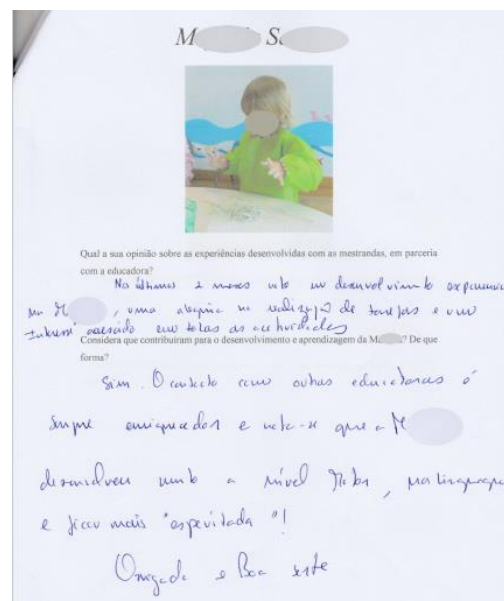 M S
Qual a sua opinião sobre as experiências desenvolvidas com as mestrandas, em parceria
com a educadora?
Nos últimos 2 meses um desenvolvimento
na M, uma alegria na realização de tarefas e um
interesse em todas as actividades
Considera que contribuíram para o desenvolvimento e aprendizagem da M? De que
forma?
Sim. O contacto com outras educadoras é
sempre enriquecedor e nota-se que a M
desenvolveu muito a nível Motor, na linguagem
e ficou mais "espevitada"!
Obrigada e Boa sorte